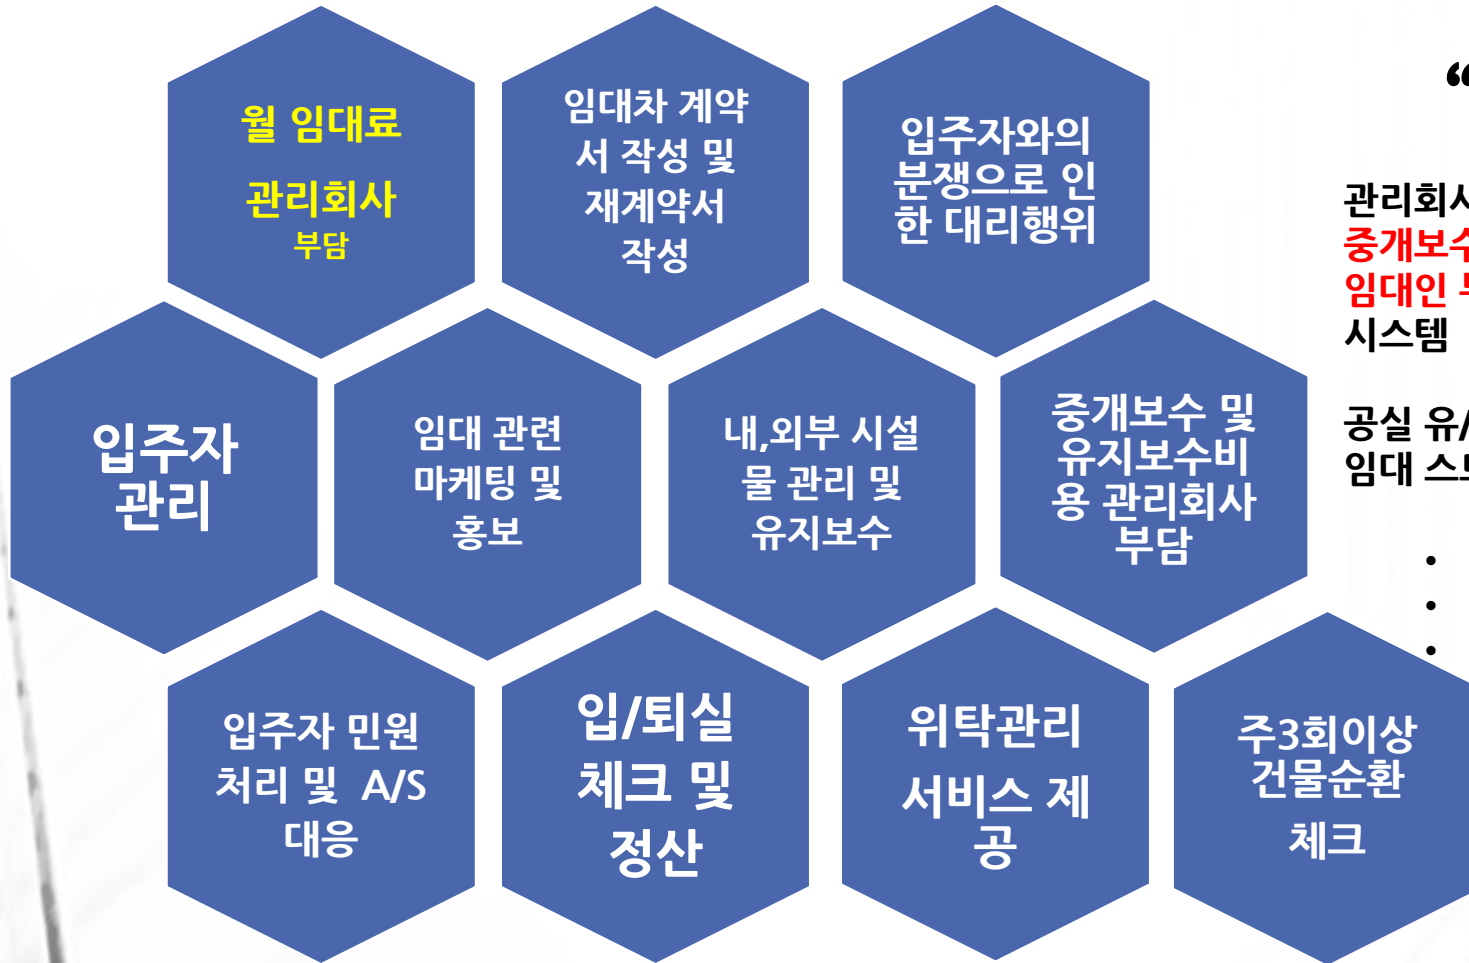 월 임대료
관리회사
부담
임대차 계약
서 작성 및
재계약서
작성
입주자와의
분쟁으로 인
한 대리행위
“
관리회사
중개보수
임대인
시스템
공실 유/
임대
입주자
관리
임대 관련
마케팅 및
홍보
내,외부 시설
물 관리 및
유지보수
중개보수 및
유지보수비
용 관리회사
부담
입주자 민원
처리 및 A/S
대응
입/퇴실
체크 및
정산
위탁관리
서비스 제
공
주3회이상
건물순환
체크